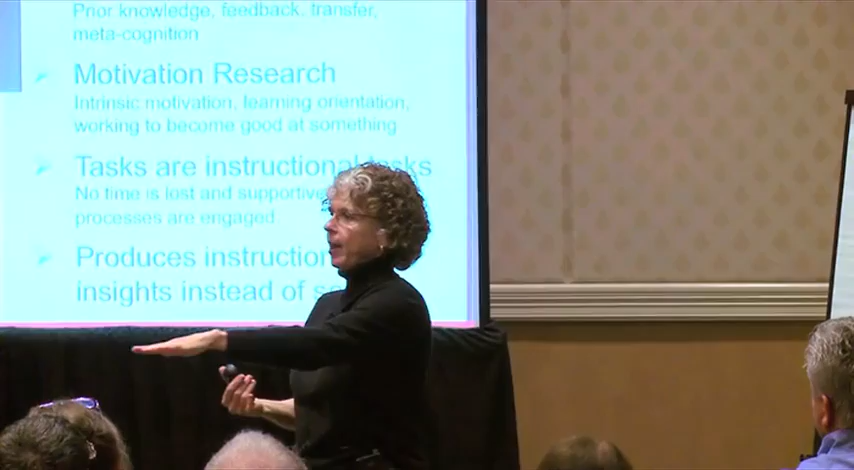 Prior knowledge, feedback, transfer,
meta-cognition
Motivation Research
Intrinsic motivation, learning orientation,
working to become good at something
Tasks are instructional tasks
No time is lost and supportive
processes are engaged
Produces instruction
insights instead of